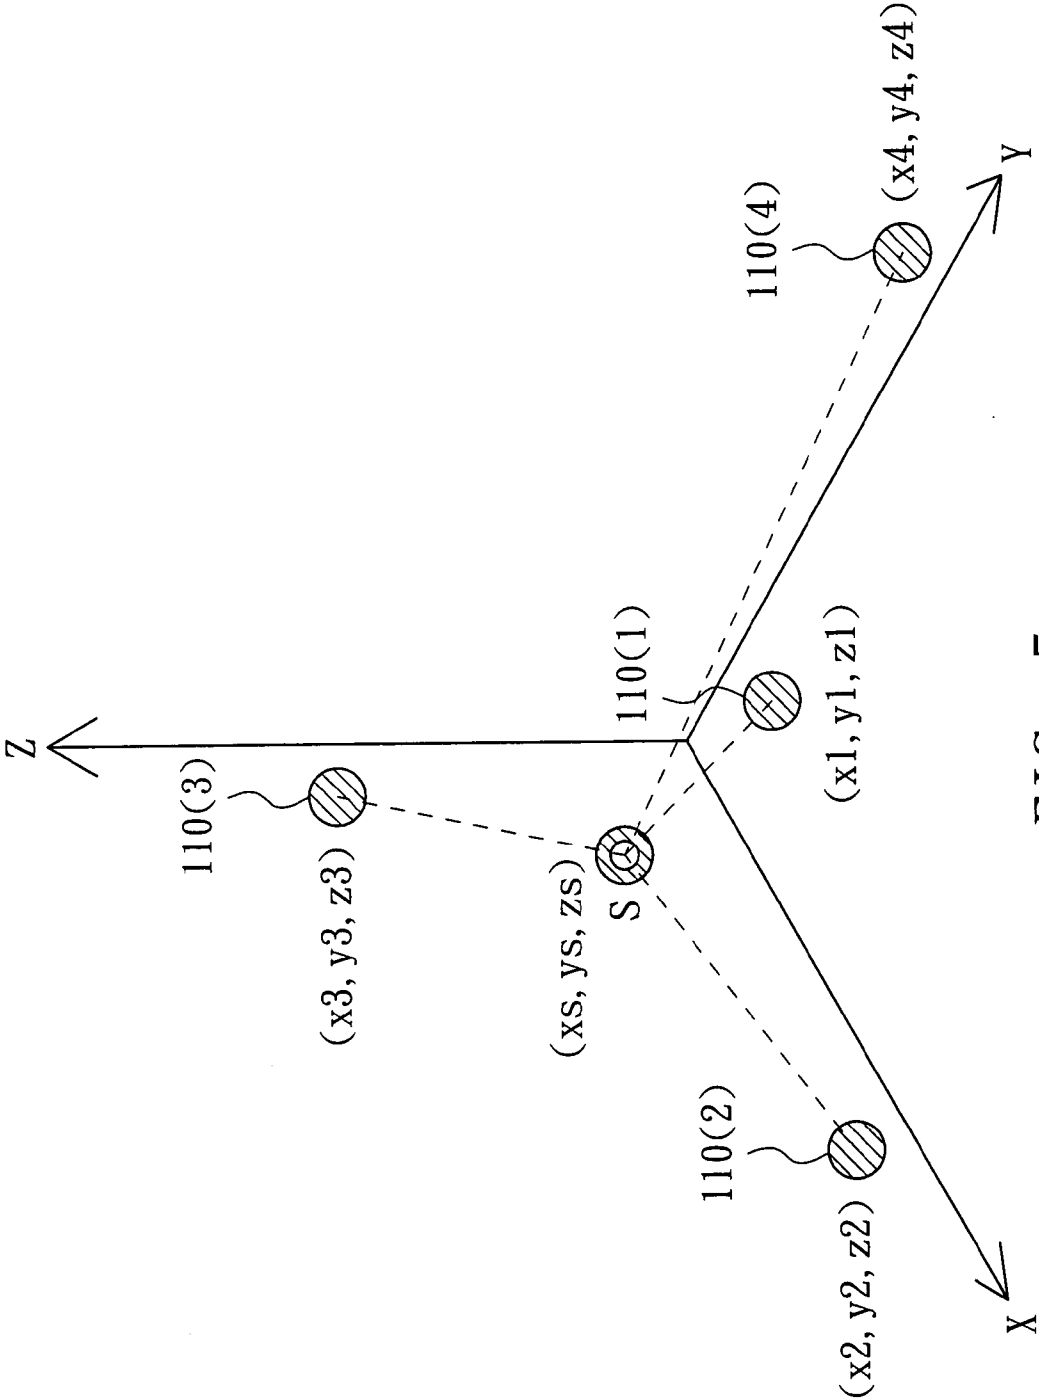 Z
110(3)
(x3, y3, z3)
(xs, ys, zs)
S
110(1)
110(2)
110(4)
(x1, y1, z1)
(x2, y2, z2)
(x4, y4, z4)
X
Y
FIG.